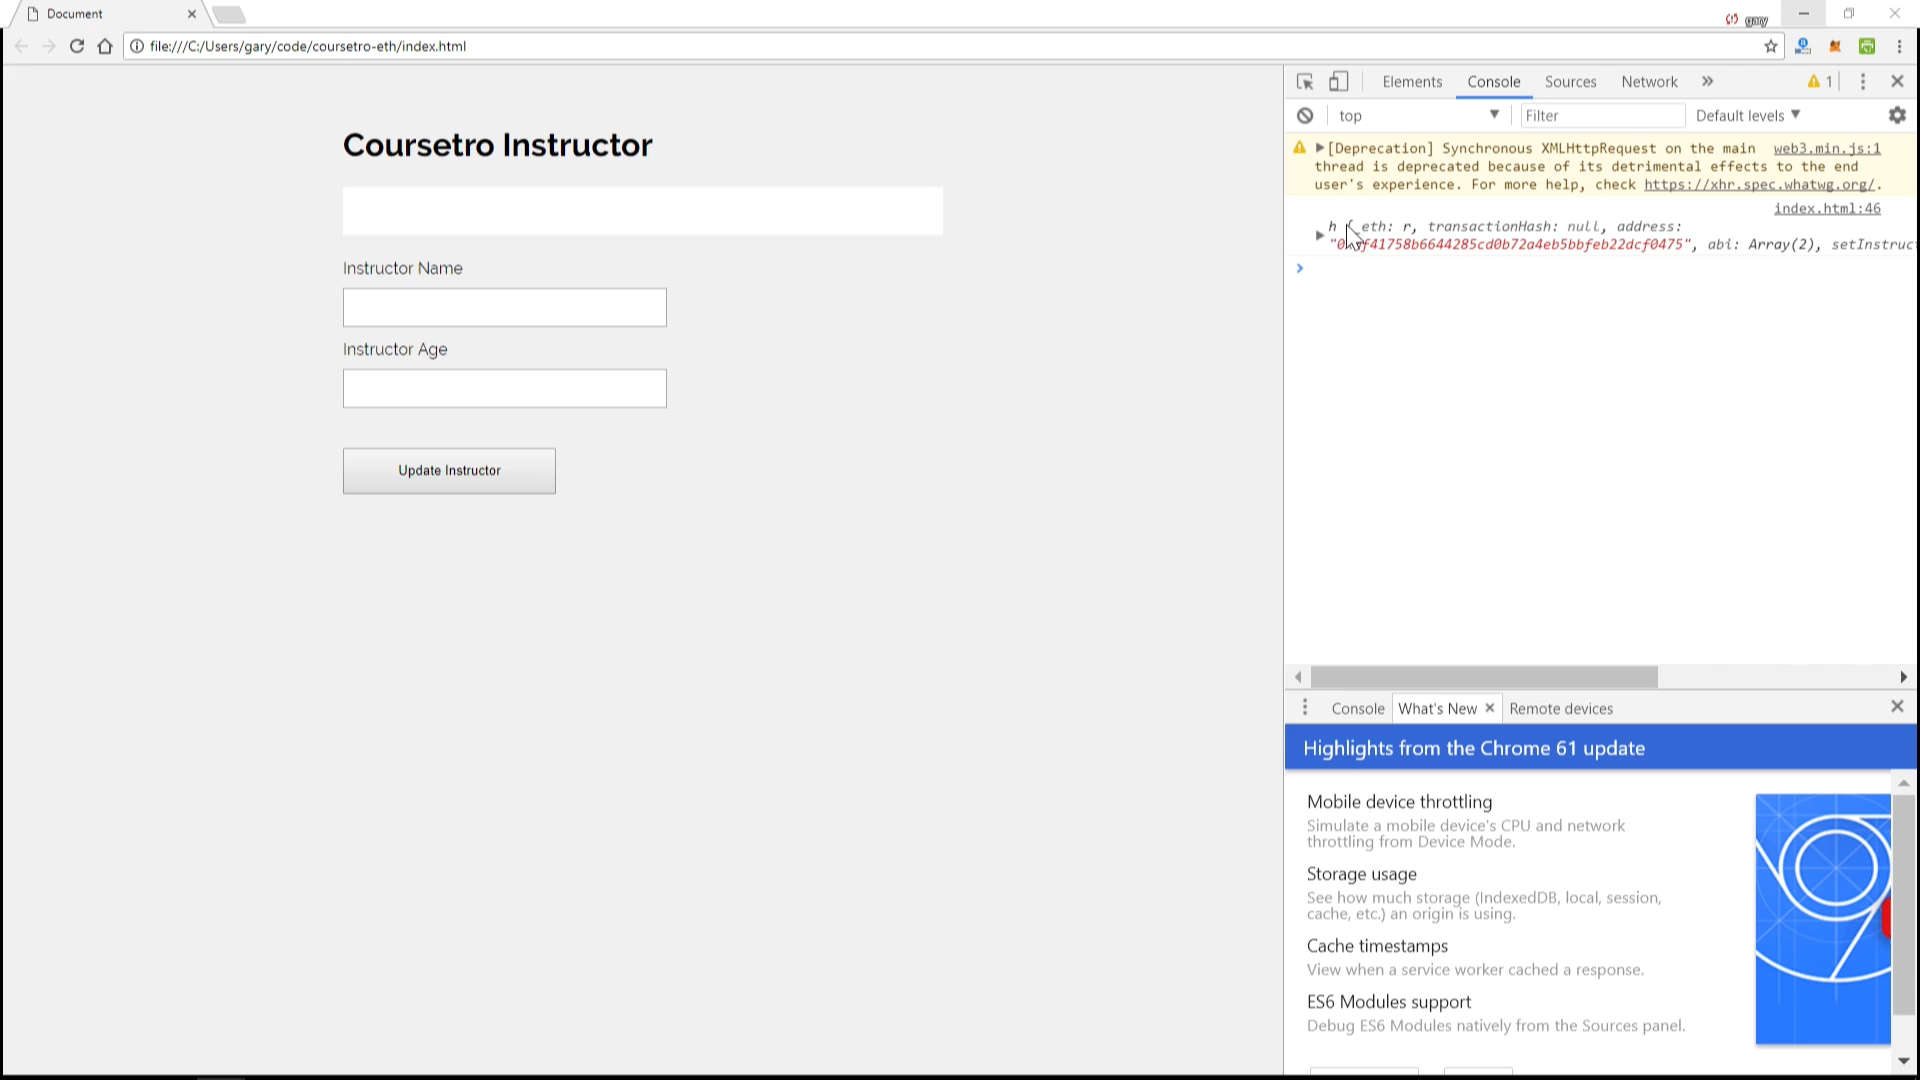 Document
gary
file:///C:/Users/gary/code/coursetro-eth/index.html
Coursetro Instructor
Instructor Name
Instructor Age
Update Instructor
Elements Console Sources Network » 1
top Filter Default levels
[Deprecation] Synchronous XMLHttpRequest on the main web3.min.js:1
thread is deprecated because of its detrimental effects to the end
user's experience. For more help, check https://xhr.spec.whatwg.org/.
index.html:46
h {_eth: r, transactionHash: null, address:
f41758b6644285cd0b72a4eb5bbfeb22dcf0475", abi: Array(2), setInstruc
Console What's New Remote devices
Highlights from the Chrome 61 update
Mobile device throttling
Simulate a mobile device's CPU and network
throttling from Device Mode.
Storage usage
See how much storage (IndexedDB, local, session,
cache, etc.) an origin is using.
Cache timestamps
View when a service worker cached a response.
ES6 Modules support
Debug ES6 Modules natively from the Sources panel.